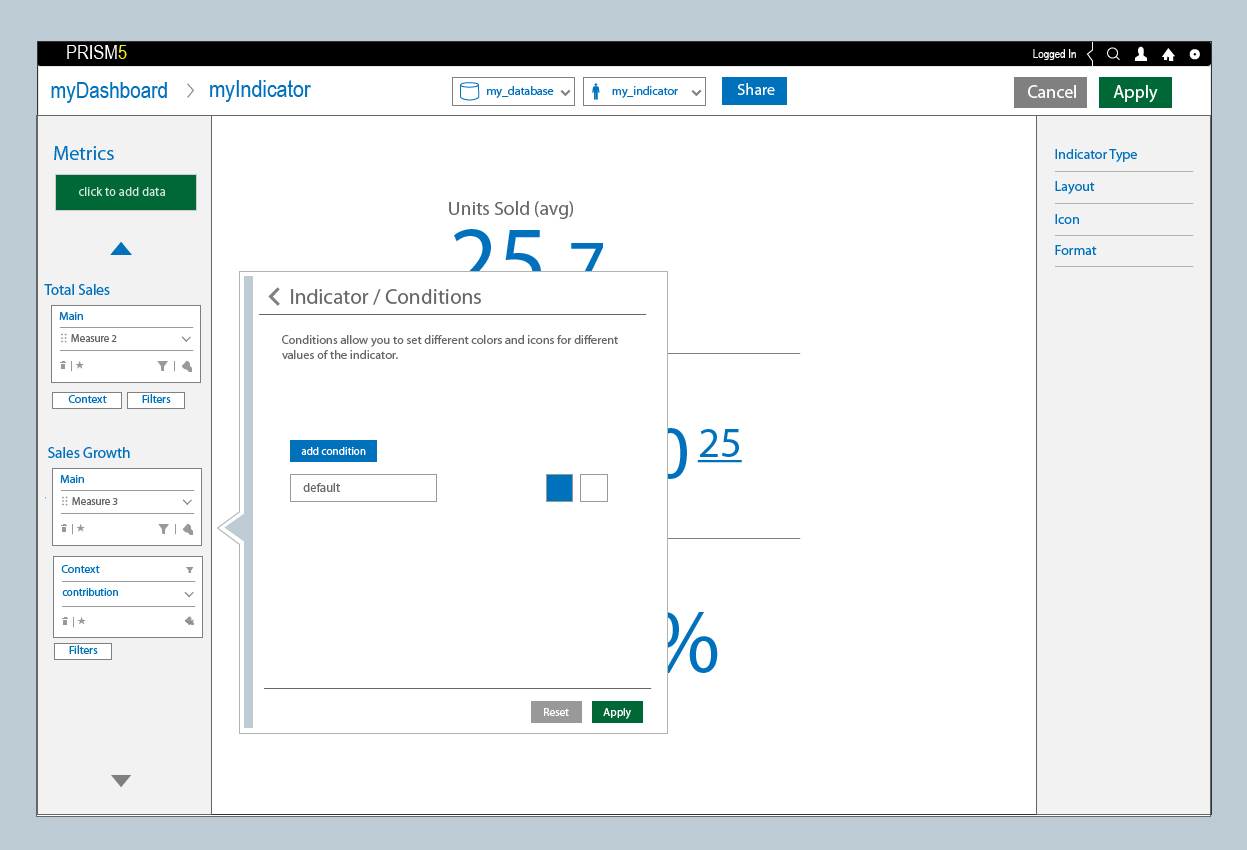 PRISM5
Logged In
myDashboard
myIndicator
my_database
my_indicator
Share
Cancel
Apply
Metrics
click to add data
Total Sales
Main
Measure 2
Context
Filters
Sales Growth
Main
Measure 3
Context
contribution
Filters
Units Sold (avg)
25.7
Indicator / Conditions
Conditions allow you to set different colors and icons for different
values of the indicator.
add condition
default
Reset
Apply
0 25
%
Indicator Type
Layout
Icon
Format